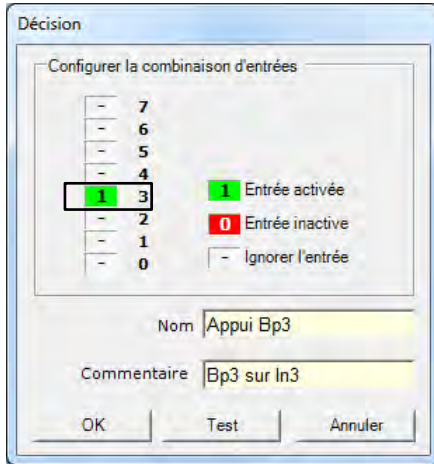 Décision
Configurer la combinaison d'entrées
- 7
- 6
- 5
- 4
1 3
- 2
- 1
- 0
1 Entrée activée
0 Entrée inactive
- Ignorer l'entrée
Nom Appui Bp3
Commentaire Bp3 sur In3
OK Test Annuler